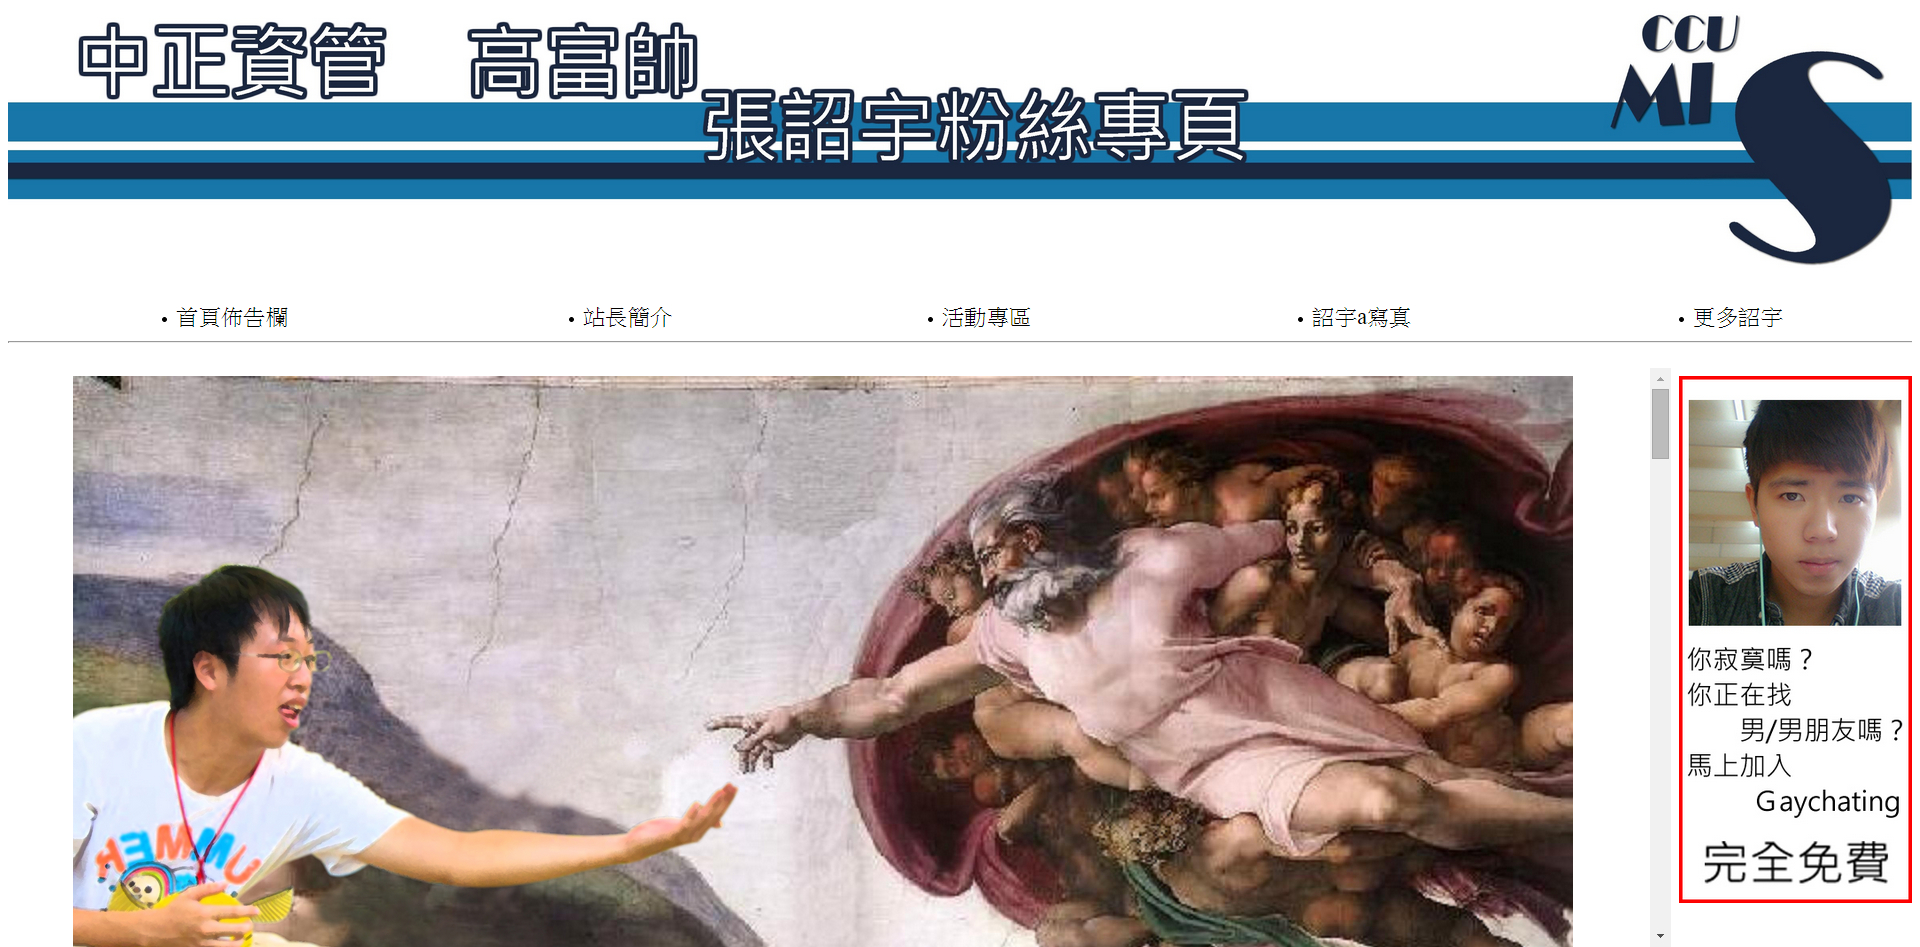 中正資管 高富帥
張詔宇粉絲專頁
CCU
MIS
首頁佈告欄
站長簡介
活動專區
詔宇a寫真
更多詔宇
你寂寞嗎？
你正在找
男/男朋友嗎？
馬上加入
Gaychating
完全免費